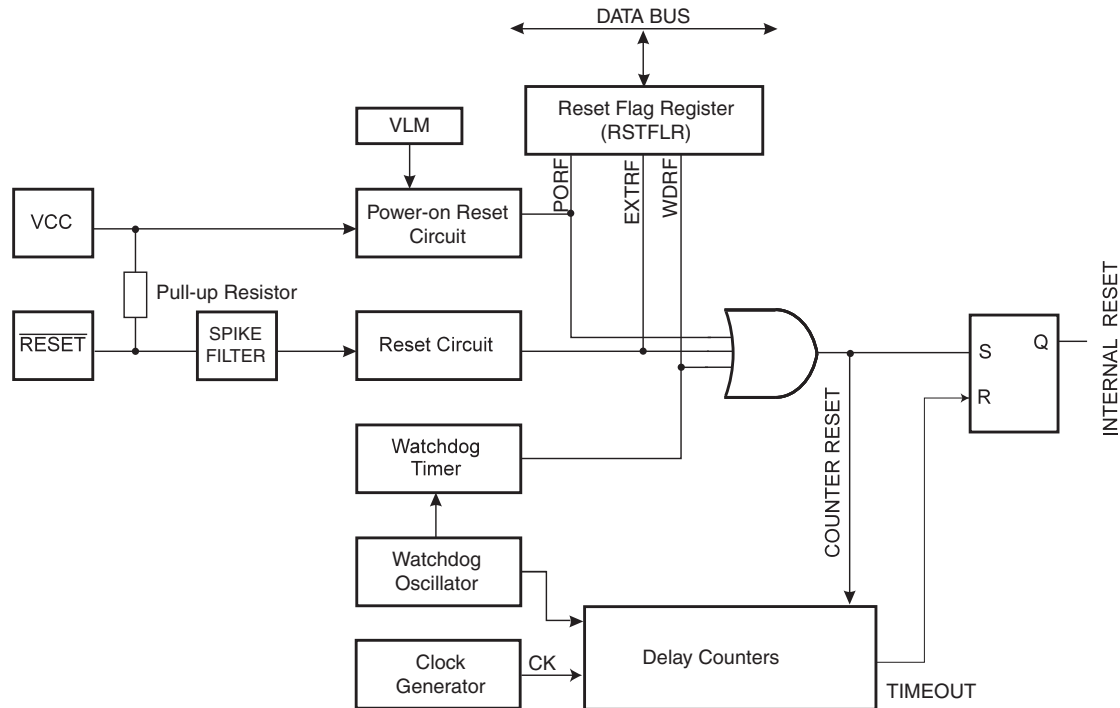 DATA BUS
Reset Flag Register
(RSTFLR)
VLM
PORF
EXTRF
WDRF
VCC
Power-on Reset
Circuit
Pull-up Resistor
RESET
SPIKE
FILTER
Reset Circuit
S
Q
R
INTERNAL RESET
Watchdog
Timer
COUNTER RESET
Watchdog
Oscillator
Clock
Generator
CK
Delay Counters
TIMEOUT